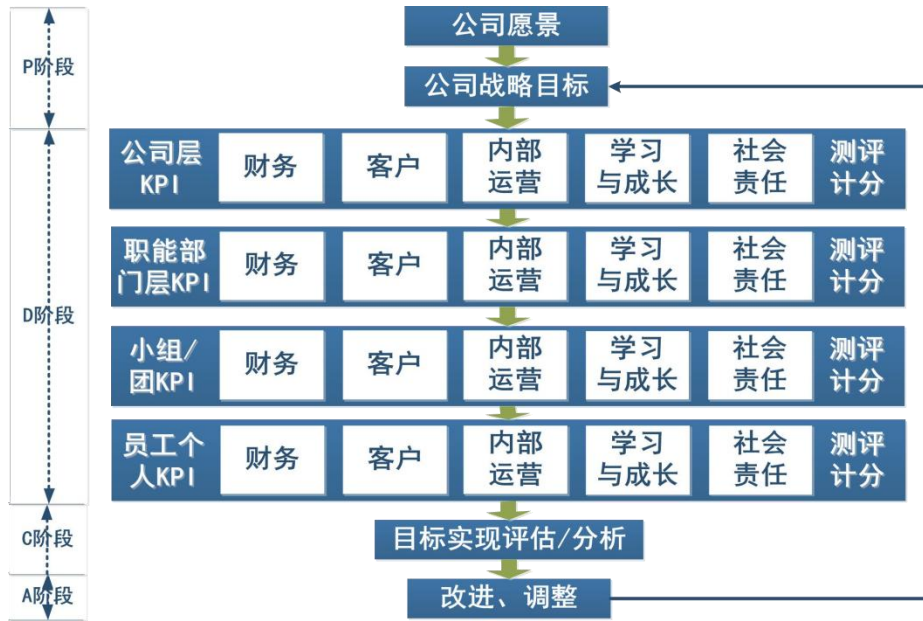 公司愿景
P阶段
公司战略目标
公司层
KPI
财务
客户
内部
运营
学习
与成长
社会
责任
测评
计分
职能部
门层KPI
财务
客户
内部
运营
学习
与成长
社会
责任
测评
计分
D阶段
小组/
团KPI
财务
客户
内部
运营
学习
与成长
社会
责任
测评
计分
员工个
人KPI
财务
客户
内部
运营
学习
与成长
社会
责任
测评
计分
C阶段
目标实现评估/分析
A阶段
改进、调整